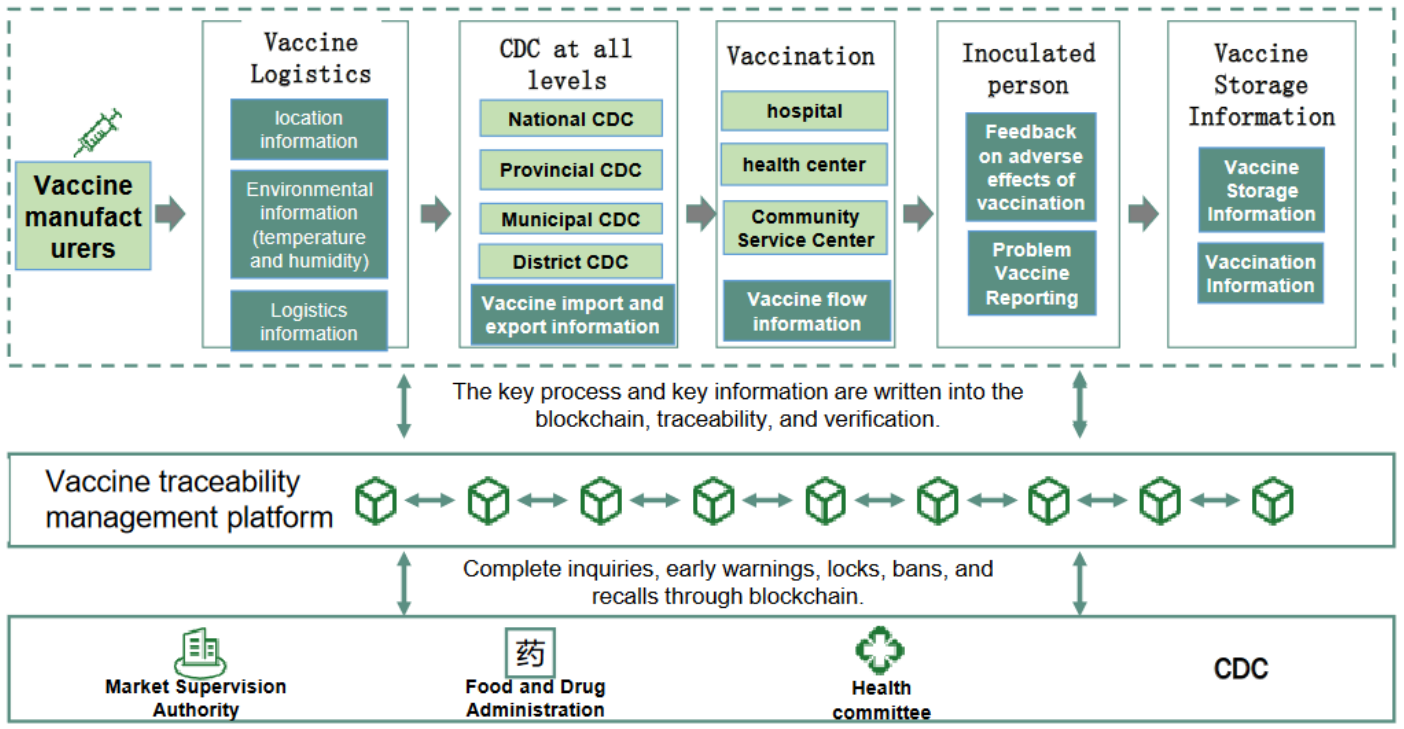 Vaccine
manufact
urers
Vaccine
Logistics
location
information
Environmental
information
(temperature
and humidity)
Logistics
information
CDC at all
levels
National CDC
Provincial CDC
Municipal CDC
District CDC
Vaccine import and
export information
Vaccination
hospital
health center
Community
Service Center
Vaccine flow
information
Inoculated
person
Feedback
on adverse
effects of
vaccination
Problem
Vaccine
Reporting
Vaccine
Storage
Information
Vaccine
Storage
Information
Vaccination
Information
The key process and key information are written into the
blockchain, traceability, and verification.
Vaccine traceability
management platform
Complete inquiries, early warnings, locks, bans, and
recalls through blockchain.
Market Supervision
Authority
药
Food and Drug
Administration
Health
committee
CDC